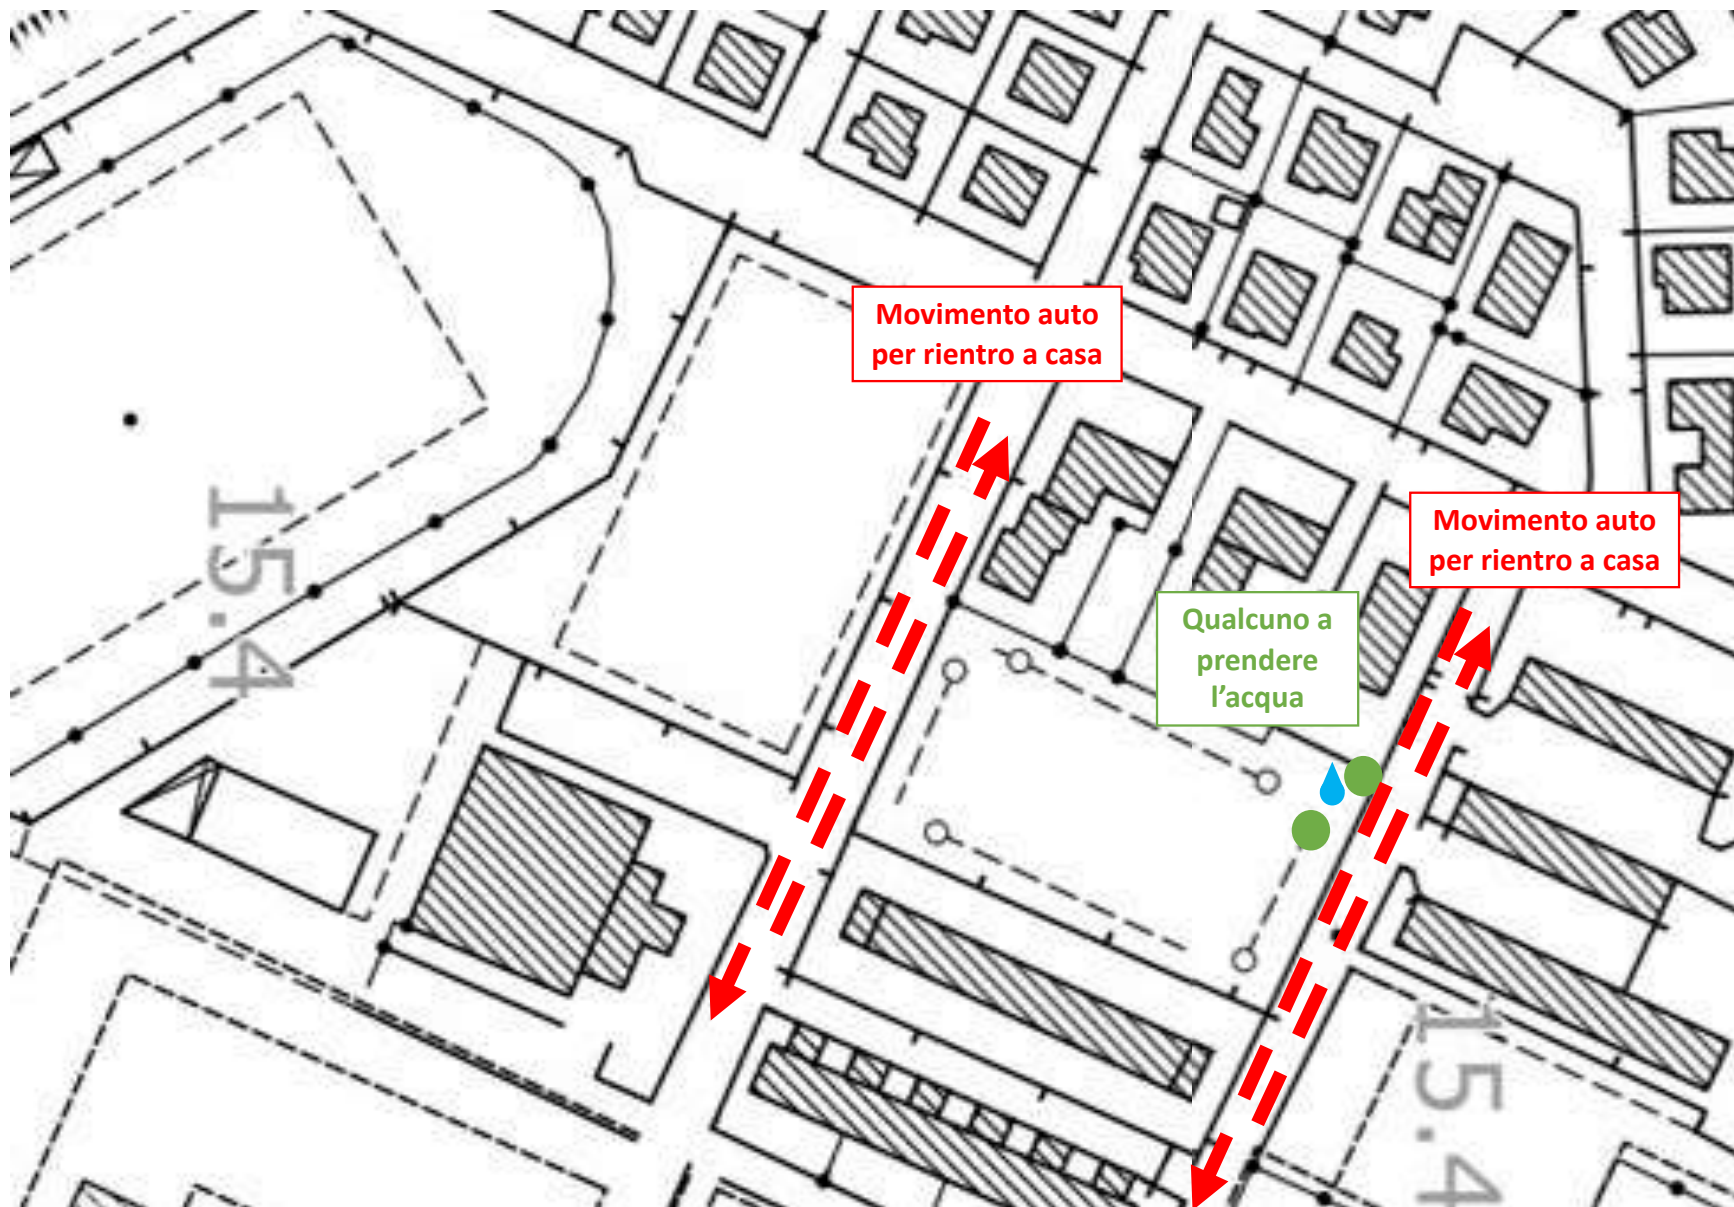 Movimento auto
per rientro a casa
Movimento auto
per rientro a casa
Qualcuno a
prendere
l'acqua
15.4
15.4